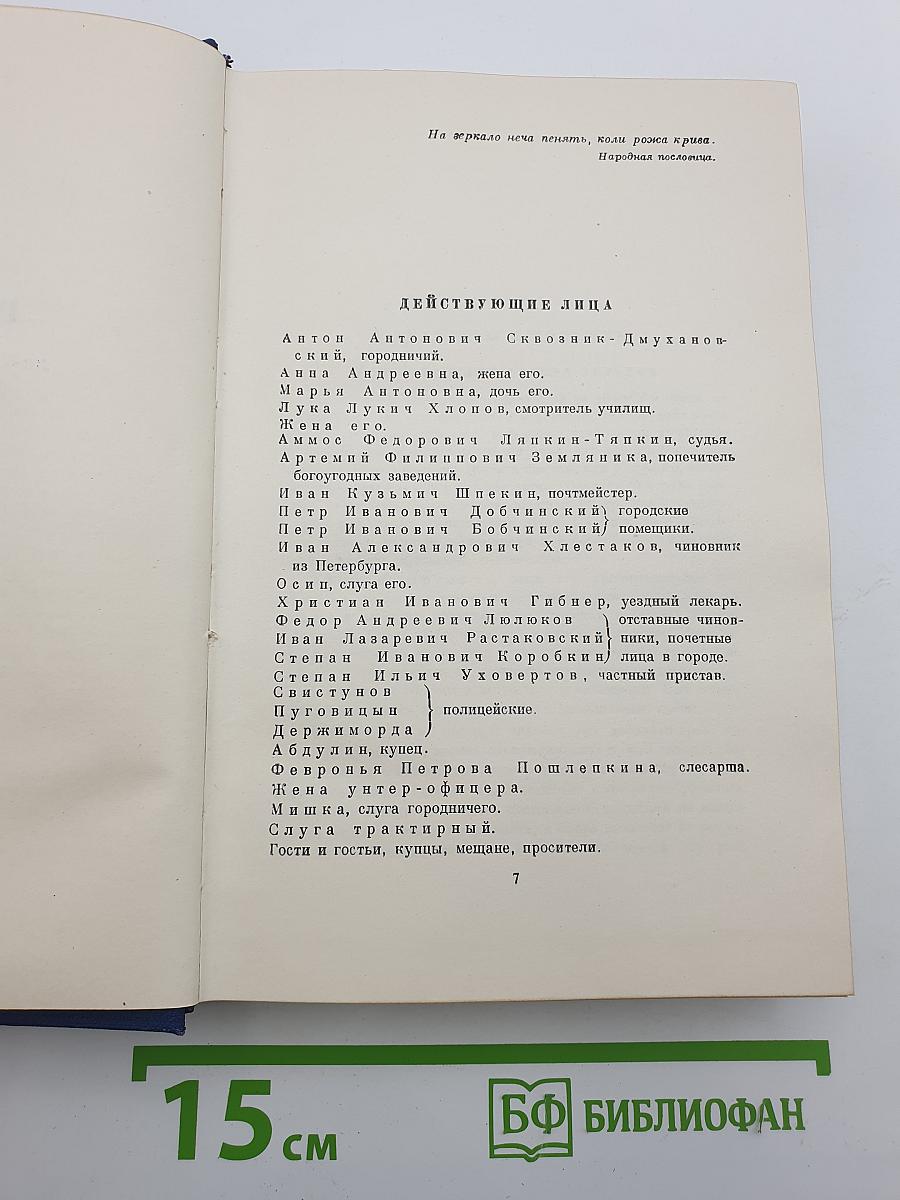 На зеркало неча пенять, коли рожа крива.
Народная пословица.
ДЕЙСТВУЮЩИЕ ЛИЦА
Антон Антонович Сквозник-Дмухановский, городничий.
Анна Андреевна, жена его.
Марья Антоновна, дочь его.
Лука Лукич Хлопов, смотритель училищ.
Жена его.
Аммос Федорович Ляпкин-Тяпкин, судья.
Артемий Филиппович Земляника, попечитель
богоугодных заведений.
Иван Кузьмич Шпекин, почтмейстер.
Петр Иванович Добчинский } городские
Петр Иванович Бобчинский } помещики.
Иван Александрович Хлестаков, чиновник
из Петербурга.
Осип, слуга его.
Христиан Иванович Гибнер, уездный лекарь.
Федор Андреевич Люлюков } отставные чинов-
Иван Лазаревич Растаковский } ники, почетные
Степан Иванович Коробкин } лица в городе.
Степан Ильич Уховертов, частный пристав.
Свистунов
Пуговицын } полицейские.
Держиморда
Абдулин, купец.
Февронья Петрова Пошлепкина, слесарша.
Жена унтер-офицера.
Мишка, слуга городничего.
Слуга трактирный.
Гости и гостьи, купцы, мещане, просители.
7
15 см
БФ БИБЛИОФАН